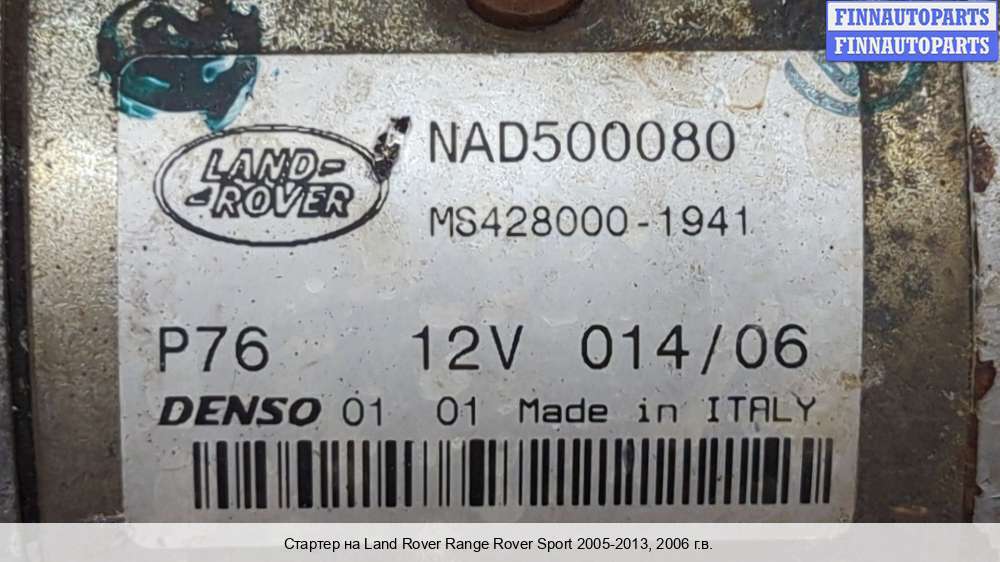 FINNAUTOPARTS
FINNAUTOPARTS
LAND-
-ROVER
NAD500080
MS428000-1941
P76 12V 014/06
DENSO 01 01 Made in ITALY
Стартер на Land Rover Range Rover Sport 2005-2013, 2006 г.в.